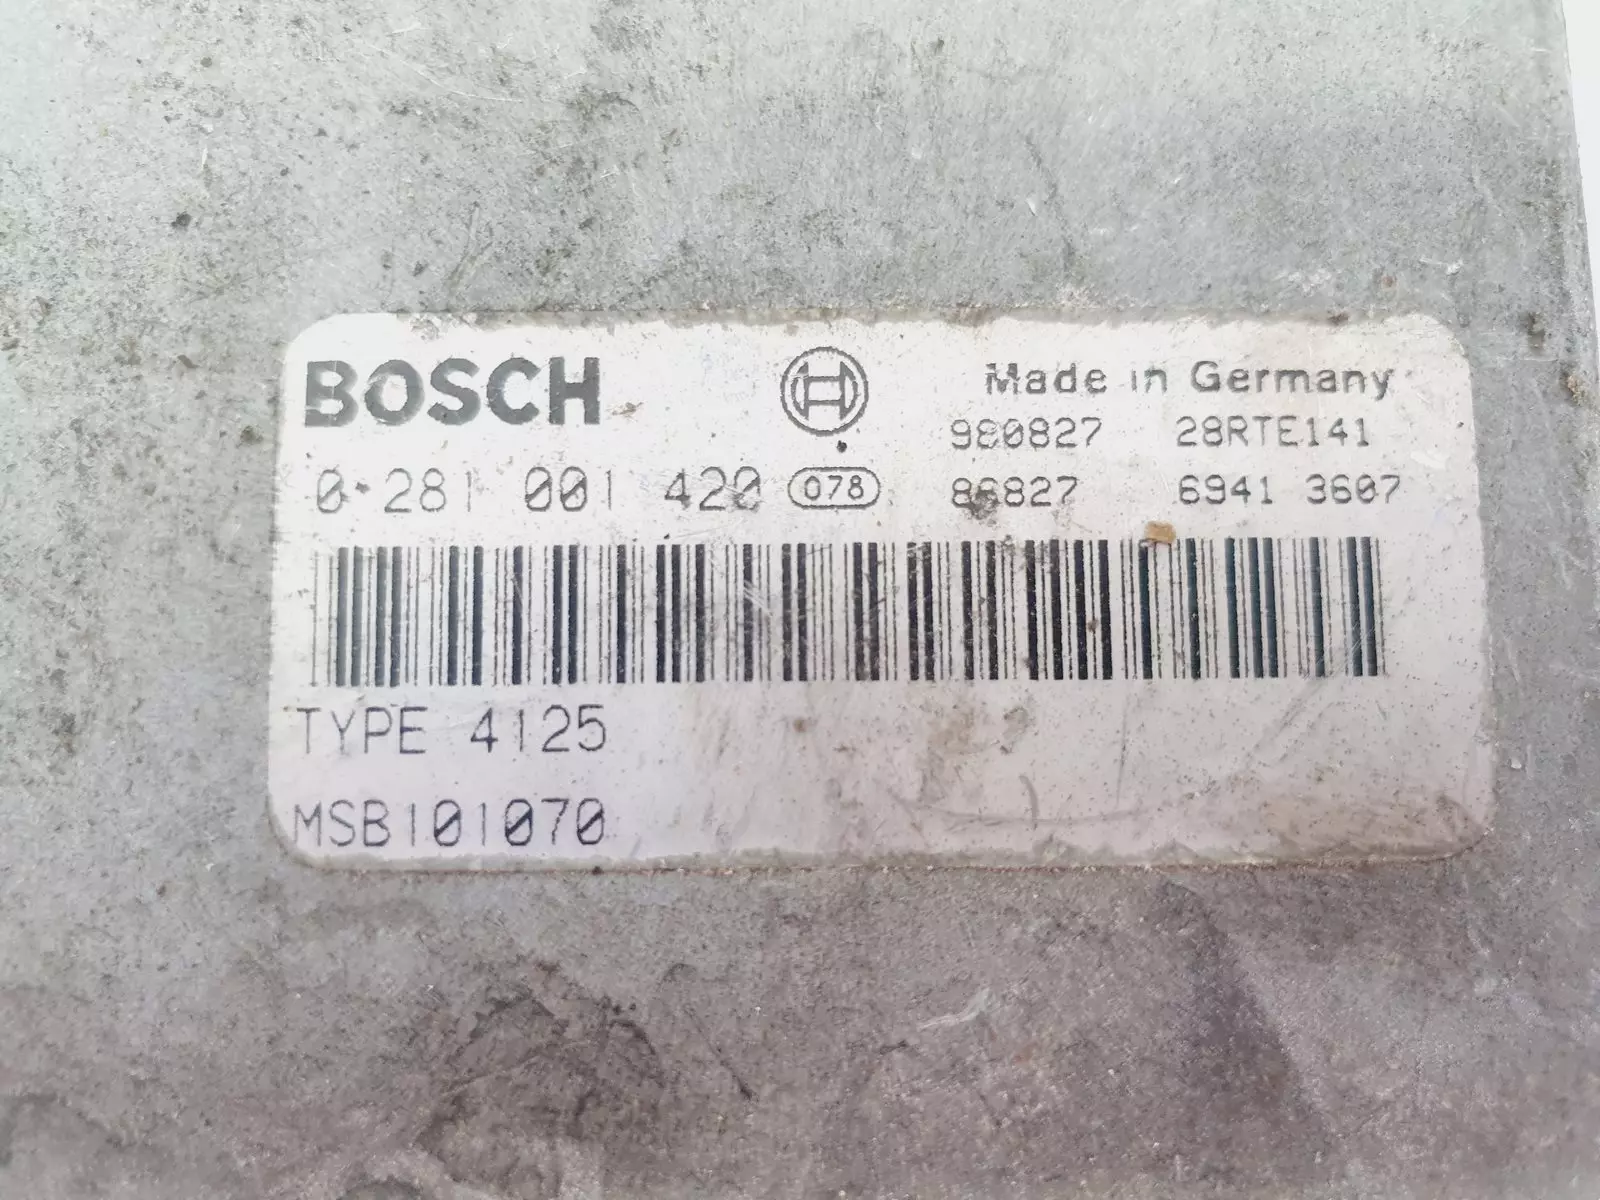 BOSCH
Made in Germany
980827 28RTE141
0 281 001 420 078 86827 6941 3607
TYPE 4125
MSB101070